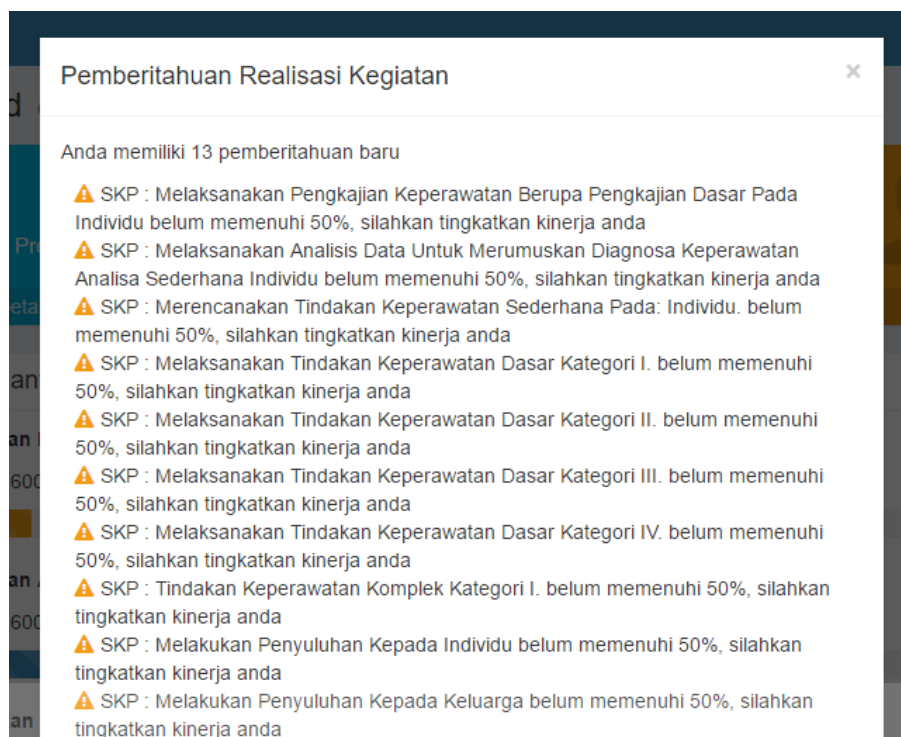 Pemberitahuan Realisasi Kegiatan
×
Anda memiliki 13 pemberitahuan baru
SKP : Melaksanakan Pengkajian Keperawatan Berupa Pengkajian Dasar Pada
Individu belum memenuhi 50%, silahkan tingkatkan kinerja anda
SKP : Melaksanakan Analisis Data Untuk Merumuskan Diagnosa Keperawatan
Analisa Sederhana Individu belum memenuhi 50%, silahkan tingkatkan kinerja anda
SKP : Merencanakan Tindakan Keperawatan Sederhana Pada: Individu. belum
memenuhi 50%, silahkan tingkatkan kinerja anda
SKP : Melaksanakan Tindakan Keperawatan Dasar Kategori I. belum memenuhi
50%, silahkan tingkatkan kinerja anda
SKP : Melaksanakan Tindakan Keperawatan Dasar Kategori II. belum memenuhi
50%, silahkan tingkatkan kinerja anda
SKP : Melaksanakan Tindakan Keperawatan Dasar Kategori III. belum memenuhi
50%, silahkan tingkatkan kinerja anda
SKP : Melaksanakan Tindakan Keperawatan Dasar Kategori IV. belum memenuhi
50%, silahkan tingkatkan kinerja anda
SKP : Tindakan Keperawatan Komplek Kategori I. belum memenuhi 50%, silahkan
tingkatkan kinerja anda
SKP : Melakukan Penyuluhan Kepada Individu belum memenuhi 50%, silahkan
tingkatkan kinerja anda
SKP : Melakukan Penyuluhan Kepada Keluarga belum memenuhi 50%, silahkan
tingkatkan kinerja anda